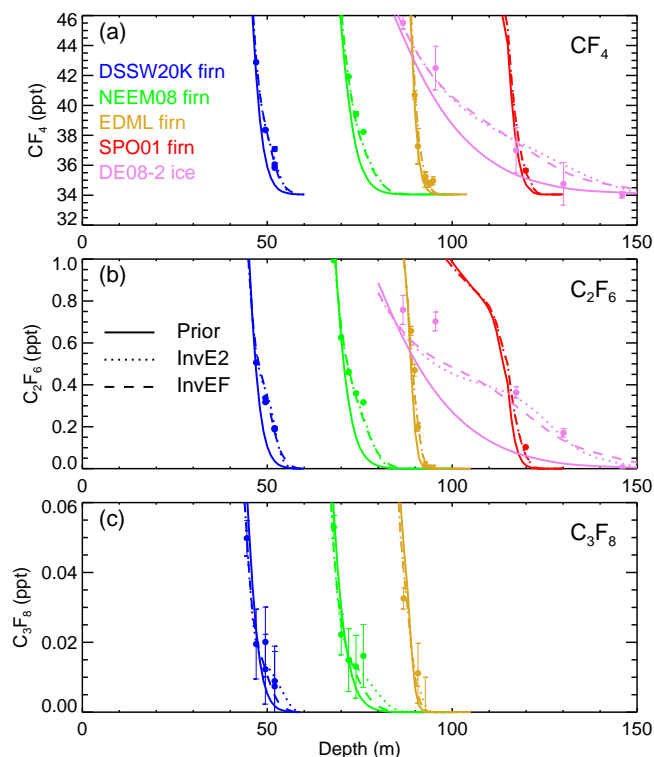 (a)
CF4
DSSW20K firn
NEEM08 firn
EDML firn
SPO01 firn
DE08-2 ice
CF4 (ppt)
46
44
42
40
38
36
34
32
0
50
100
150
(b)
C2F6
Prior
InvE2
InvEF
C2F6 (ppt)
1.0
0.8
0.6
0.4
0.2
0.0
0
50
100
150
(c)
C3F8
C3F8 (ppt)
0.06
0.04
0.02
0.00
0
50
100
150
Depth (m)